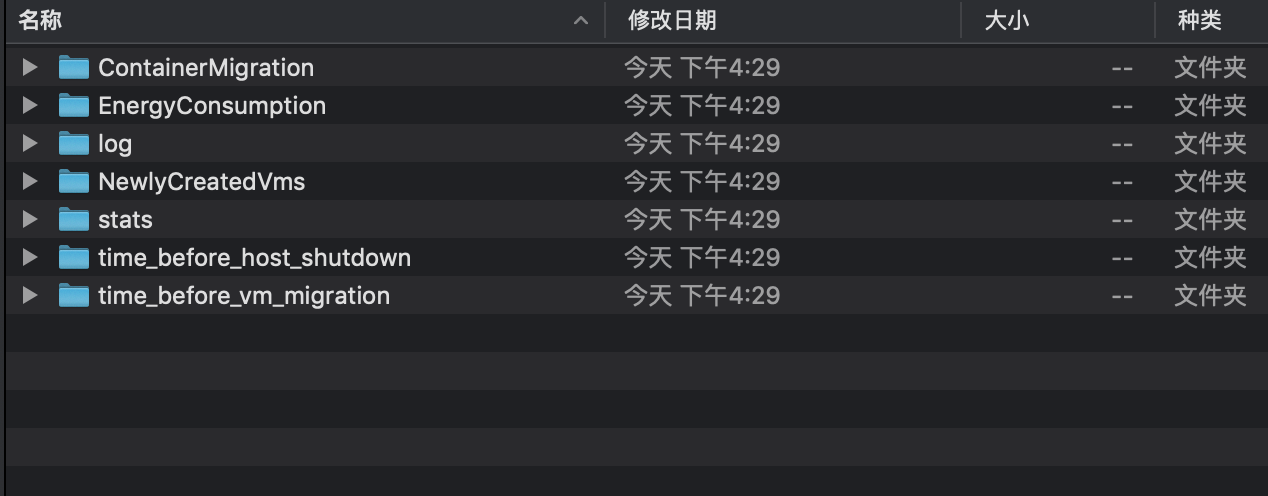 名称 修改日期 大小 种类
ContainerMigration 今天 下午4:29 -- 文件夹
EnergyConsumption 今天 下午4:29 -- 文件夹
log 今天 下午4:29 -- 文件夹
NewlyCreatedVms 今天 下午4:29 -- 文件夹
stats 今天 下午4:29 -- 文件夹
time_before_host_shutdown 今天 下午4:29 -- 文件夹
time_before_vm_migration 今天 下午4:29 -- 文件夹